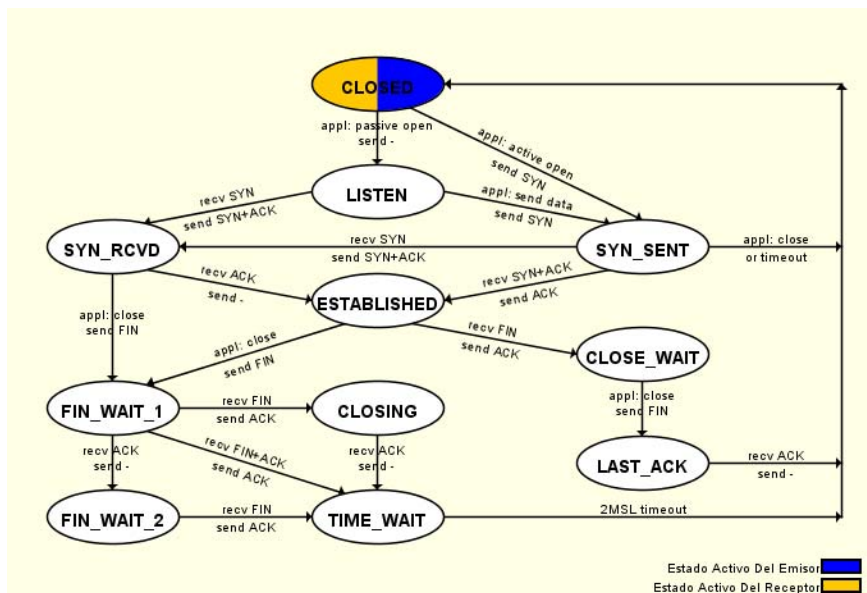 CLOSED
appl: passive open
send -
appl: active open
send SYN
LISTEN
recv SYN
send SYN+ACK
appl: send data
send SYN
SYN_RCVD
recv SYN
send SYN+ACK
SYN_SENT
appl: close
or timeout
recv ACK
send -
recv SYN+ACK
send ACK
ESTABLISHED
appl: close
send FIN
appl: close
send FIN
recv FIN
send ACK
CLOSE_WAIT
appl: close
send FIN
FIN_WAIT_1
recv FIN
send ACK
CLOSING
recv ACK
send -
recv FIN+ACK
send ACK
recv ACK
send -
LAST_ACK
recv ACK
send -
FIN_WAIT_2
recv FIN
send ACK
TIME_WAIT
2MSL timeout
Estado Activo Del Emisor
Estado Activo Del Receptor